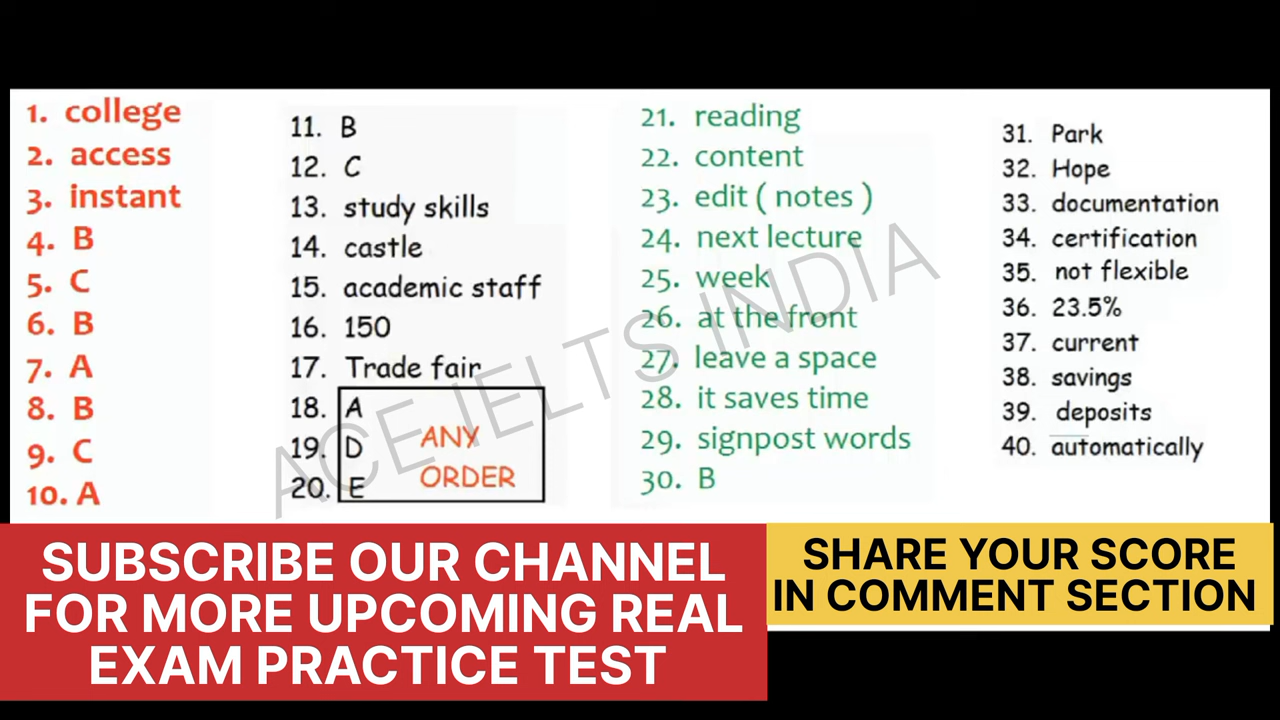 1. college
2. access
3. instant
4. B
5. C
6. B
7. A
8. B
9. C
10. A
11. B
12. C
13. study skills
14. castle
15. academic staff
16. 150
17. Trade fair
18. A
19. D
20. E
ANY
ORDER
21. reading
22. content
23. edit ( notes )
24. next lecture
25. week
26. at the front
27. leave a space
28. it saves time
29. signpost words
30. B
31. Park
32. Hope
33. documentation
34. certification
35. not flexible
36. 23.5%
37. current
38. savings
39. deposits
40. automatically
ACE IELTS INDIA
SUBSCRIBE OUR CHANNEL
FOR MORE UPCOMING REAL
EXAM PRACTICE TEST
SHARE YOUR SCORE
IN COMMENT SECTION